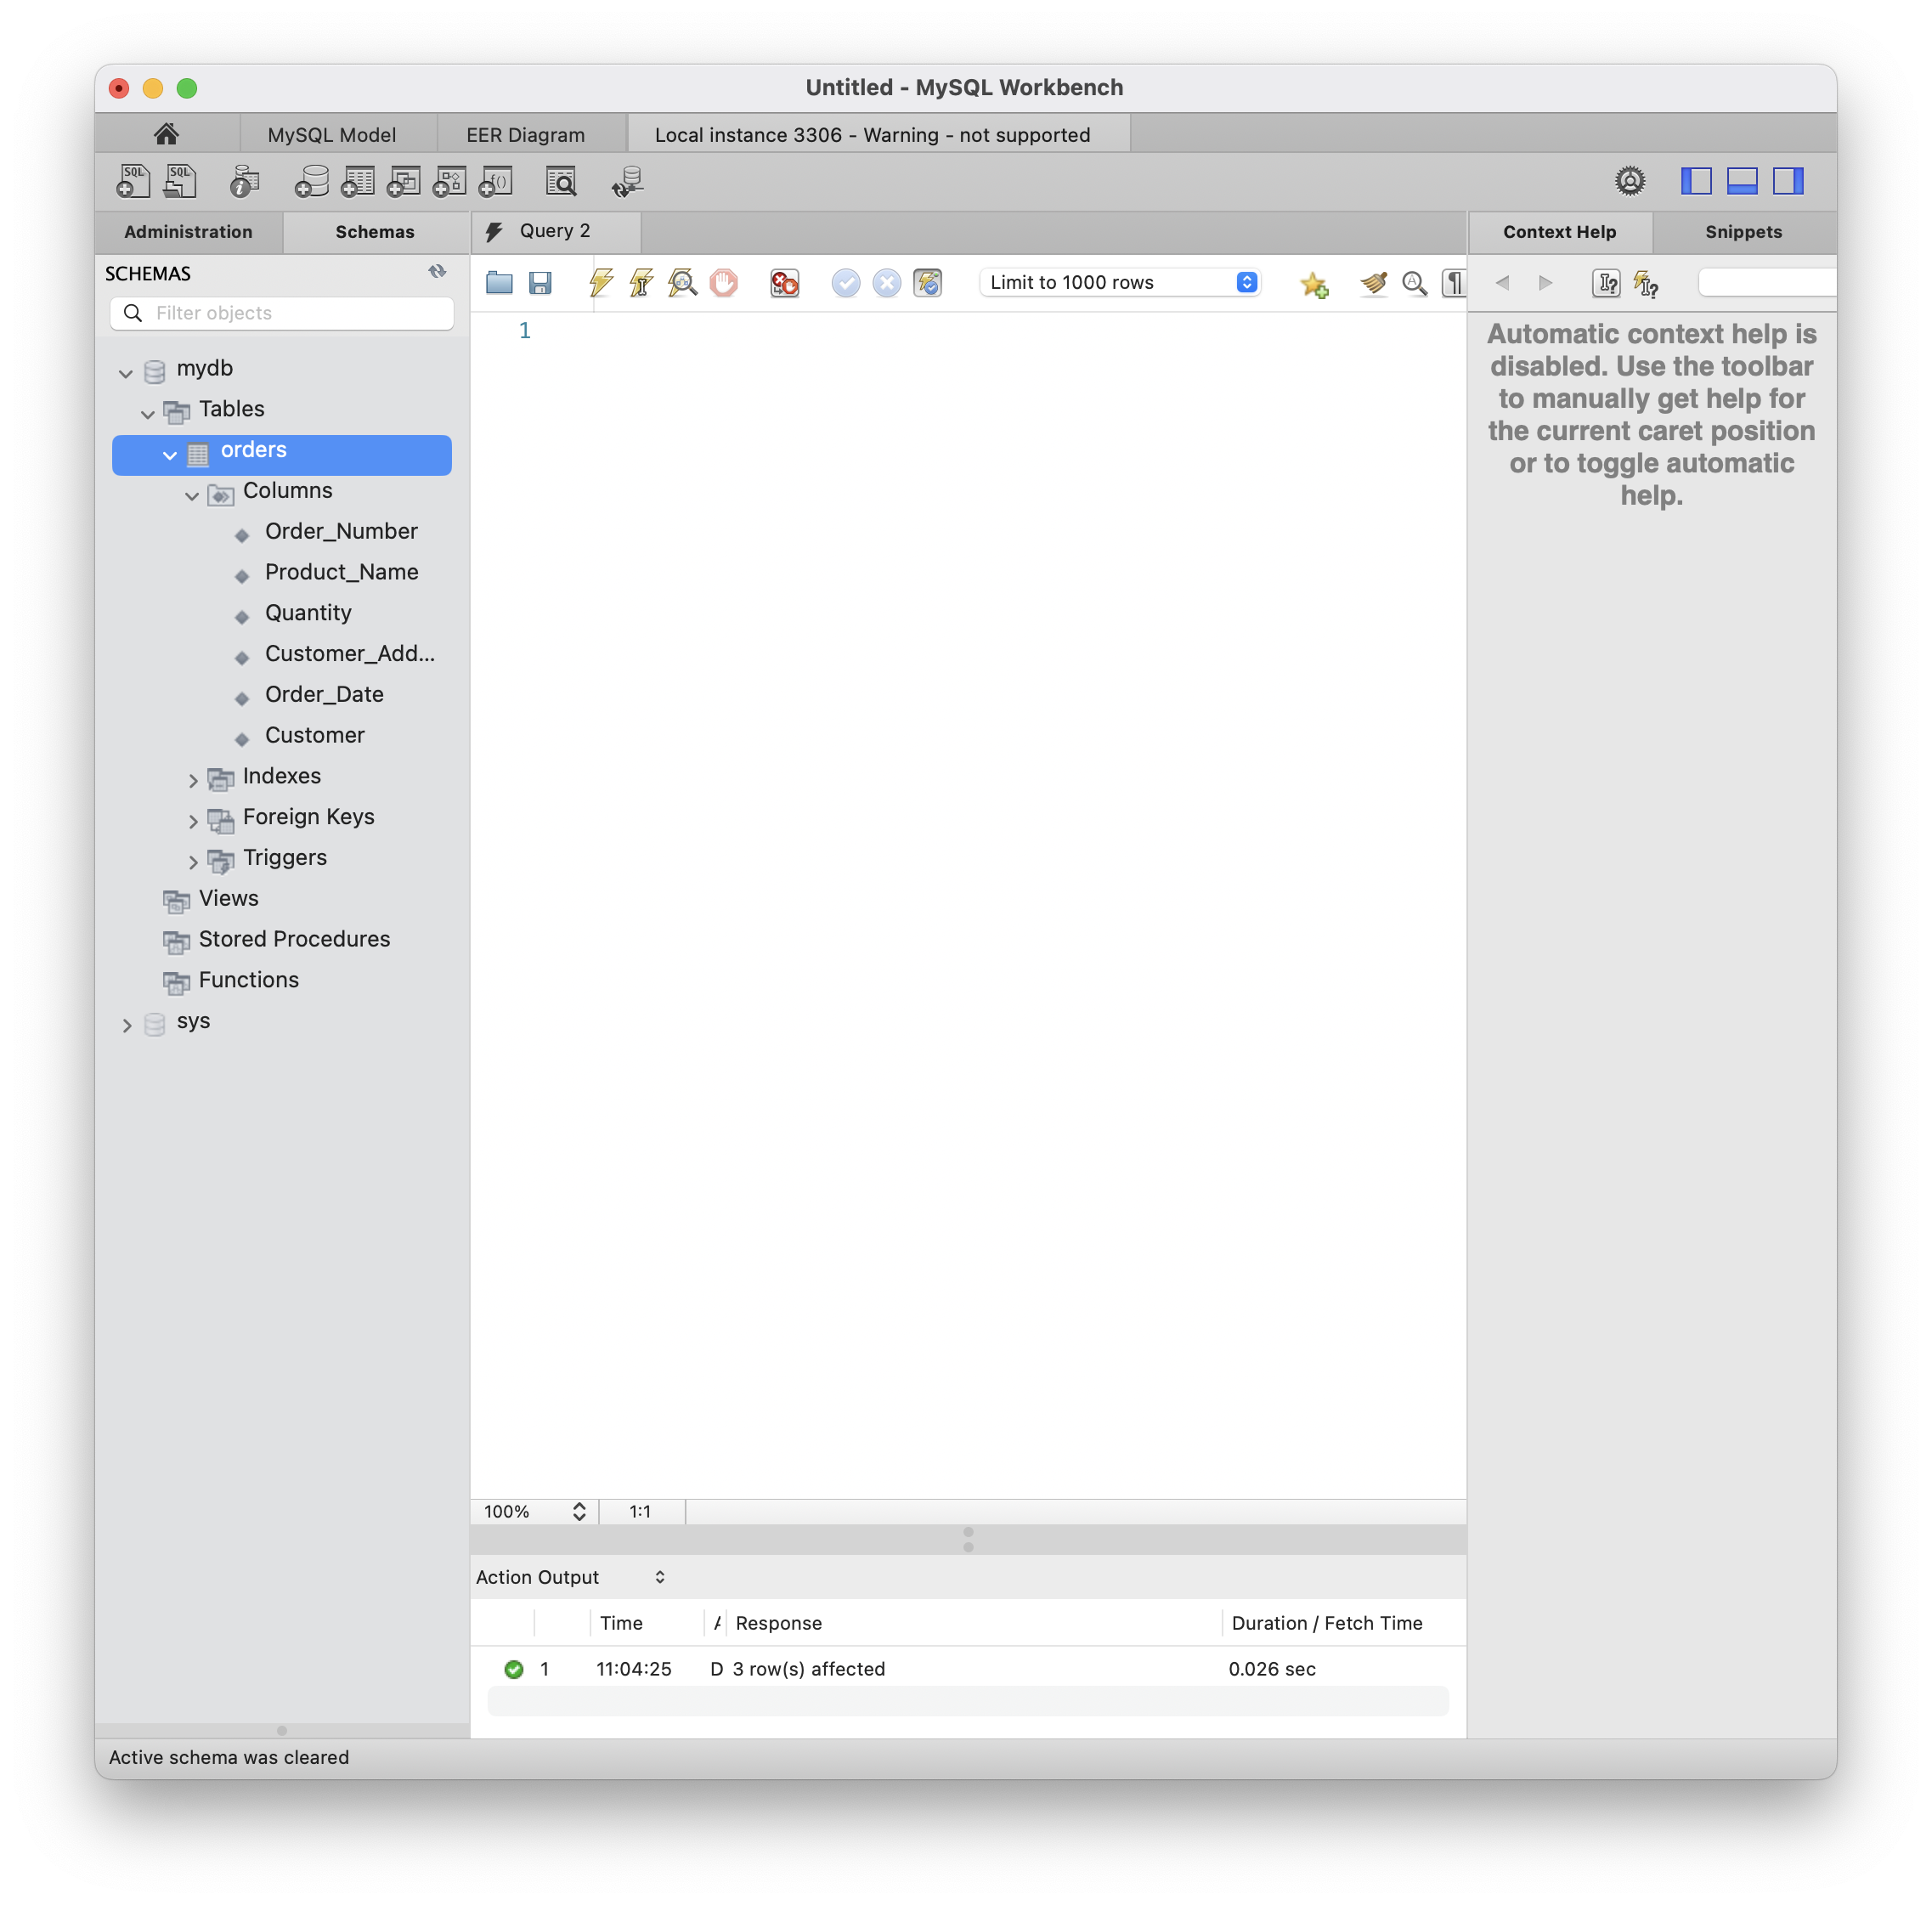 Untitled - MySQL Workbench
MySQL Model
EER Diagram
Local instance 3306 - Warning - not supported
SQL
SQL
Administration
Schemas
Query 2
Context Help
Snippets
SCHEMAS
Filter objects
Limit to 1000 rows
1
mydb
Tables
orders
Columns
Order_Number
Product_Name
Quantity
Customer_Add...
Order_Date
Customer
Indexes
Foreign Keys
Triggers
Views
Stored Procedures
Functions
sys
Automatic context help is
disabled. Use the toolbar
to manually get help for
the current caret position
or to toggle automatic
help.
100%
1:1
Action Output
Time
Response
Duration / Fetch Time
1
11:04:25
D
3 row(s) affected
0.026 sec
Active schema was cleared